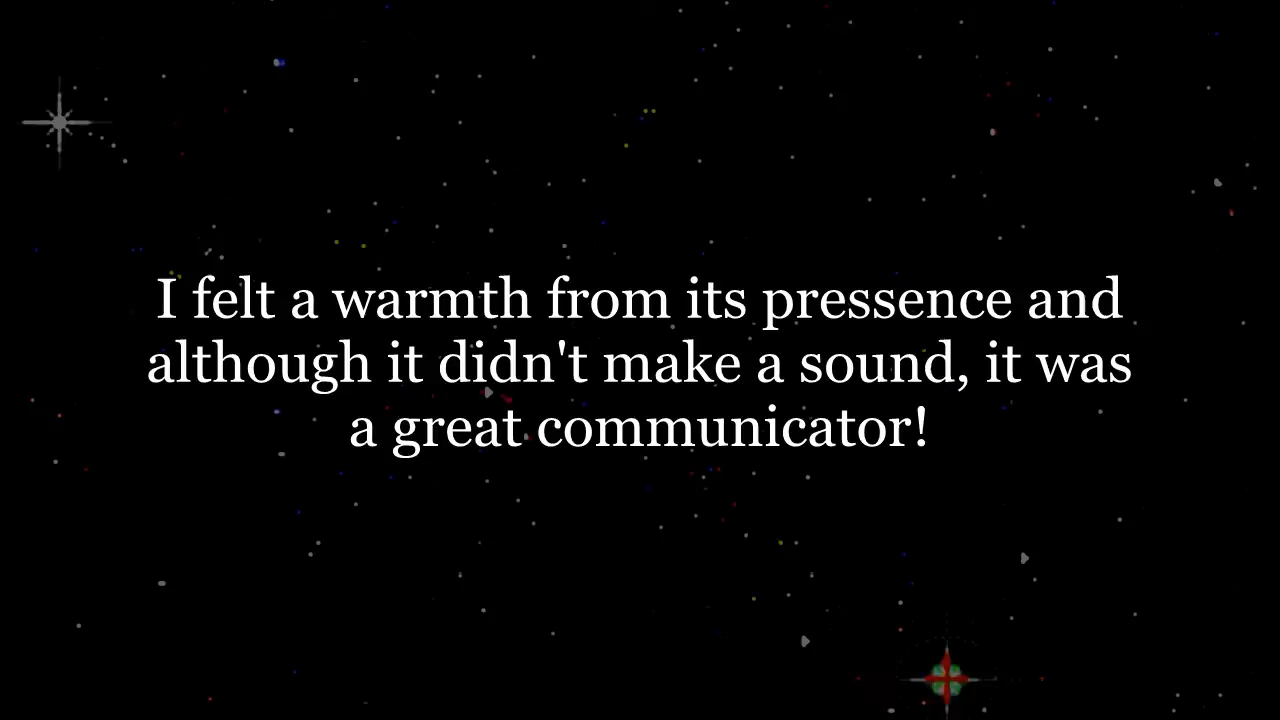 I felt a warmth from its pressence and
although it didn't make a sound, it was
a great communicator!